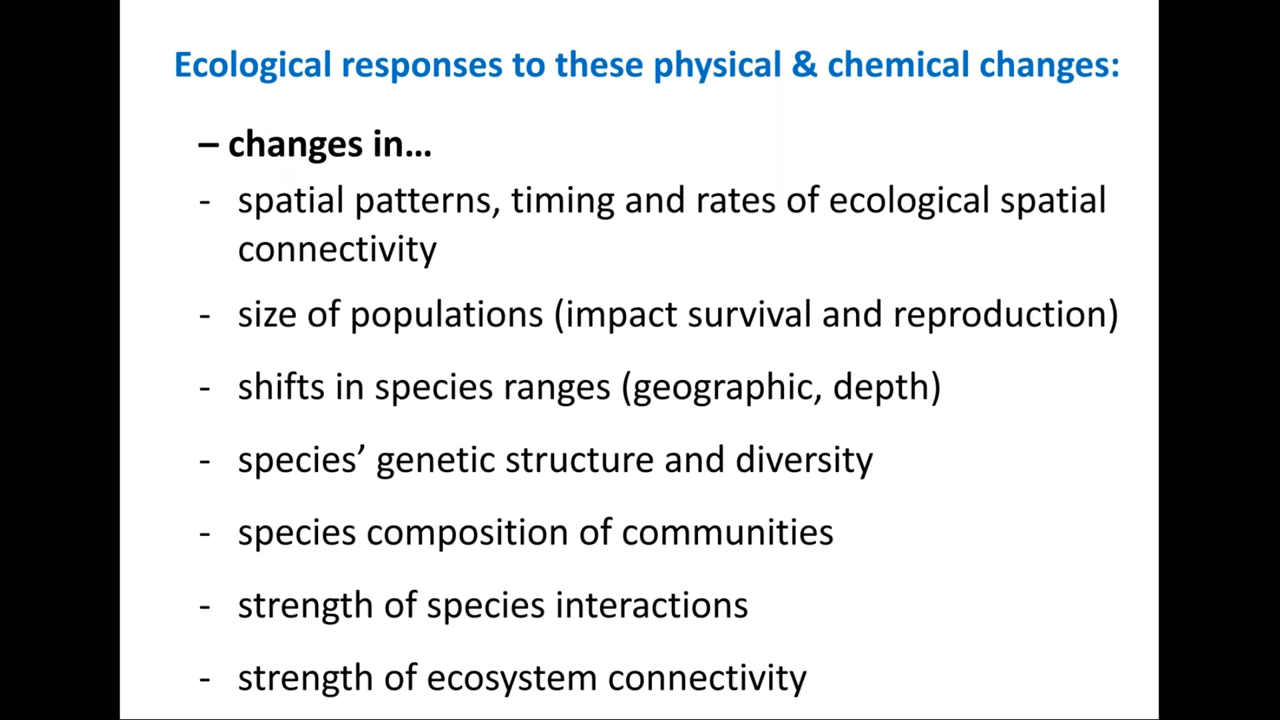 Ecological responses to these physical & chemical changes:
– changes in…
- spatial patterns, timing and rates of ecological spatial
connectivity
- size of populations (impact survival and reproduction)
- shifts in species ranges (geographic, depth)
- species’ genetic structure and diversity
- species composition of communities
- strength of species interactions
- strength of ecosystem connectivity